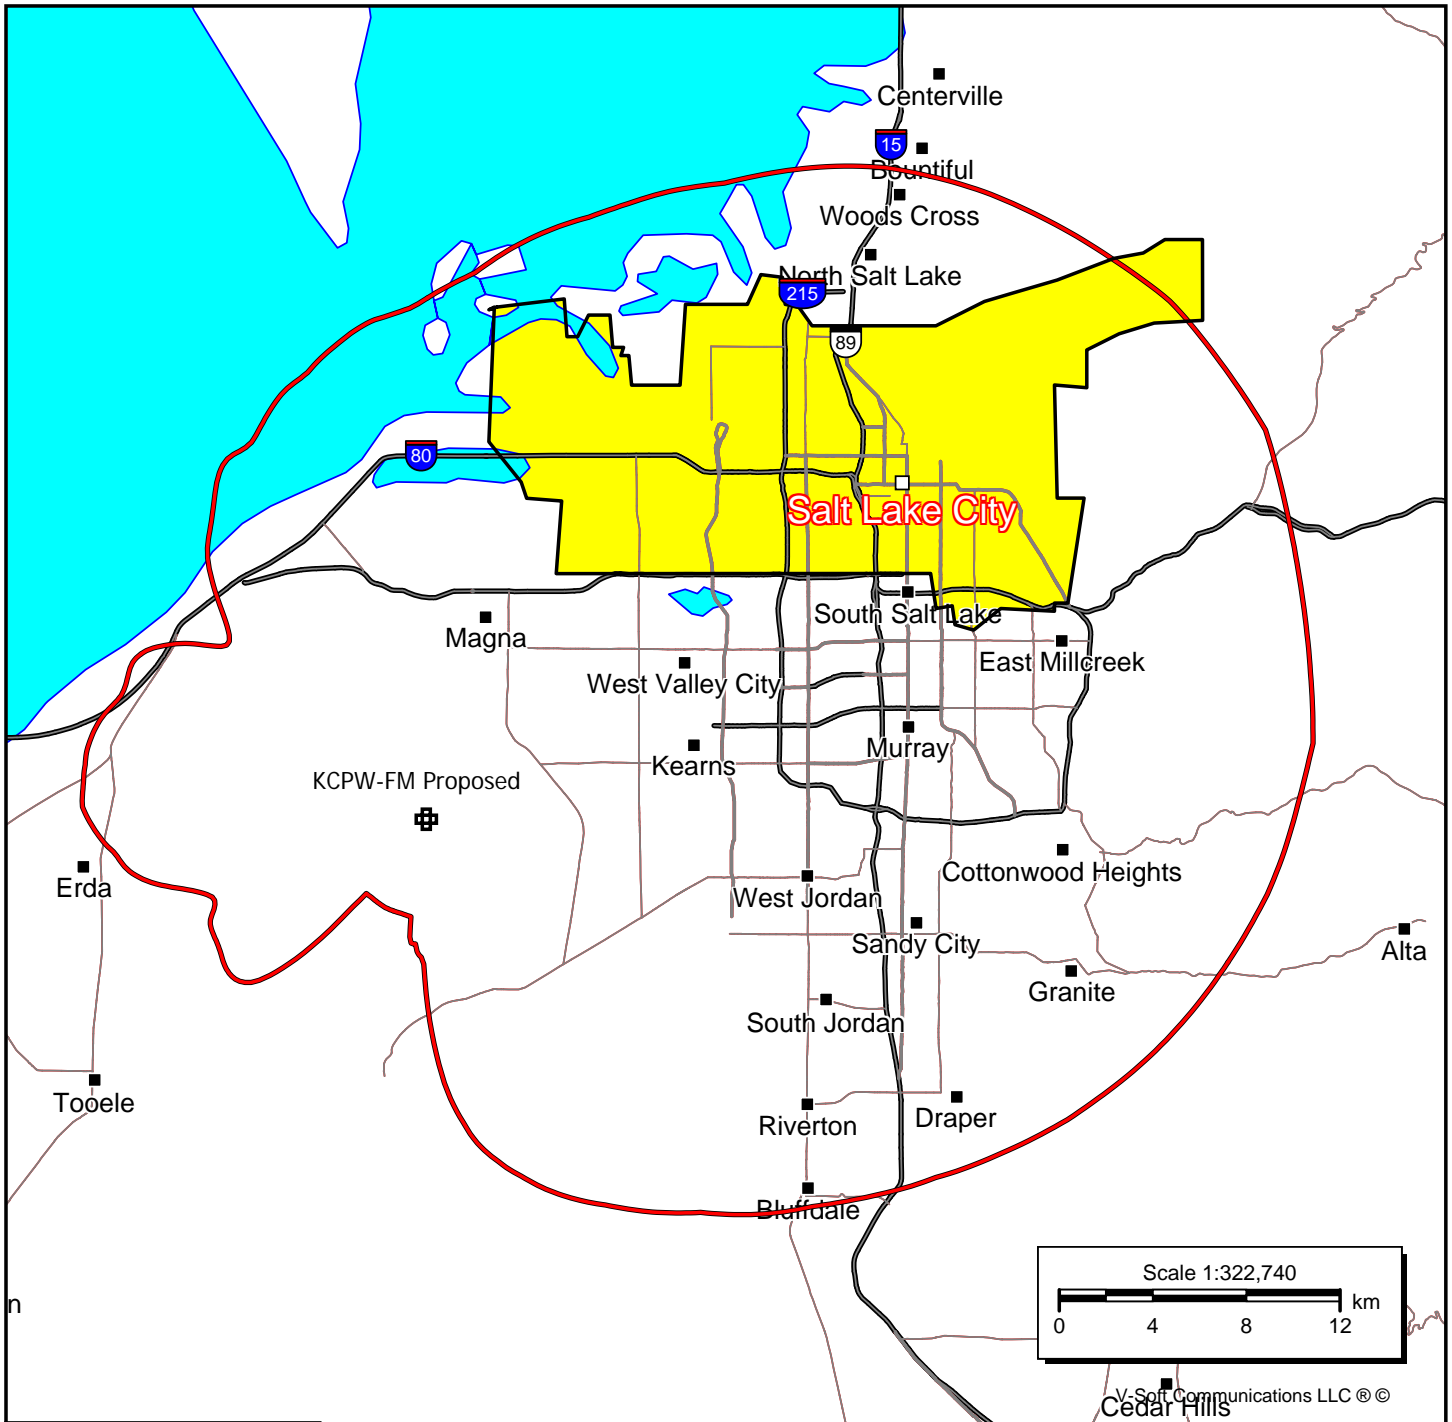 Centerville
15
Bountiful
Woods Cross
North Salt Lake
215
89
80
Salt Lake City
South Salt Lake
Magna
East Millcreek
West Valley City
Murray
Kearns
KCPW-FM Proposed
Cottonwood Heights
Erda
West Jordan
Sandy City
Alta
Granite
South Jordan
Tooele
Draper
Riverton
Bluffdale
Scale 1:322,740
km
0 4 8 12
n
V-Soft Communications LLC ® ©
Cedar Hills